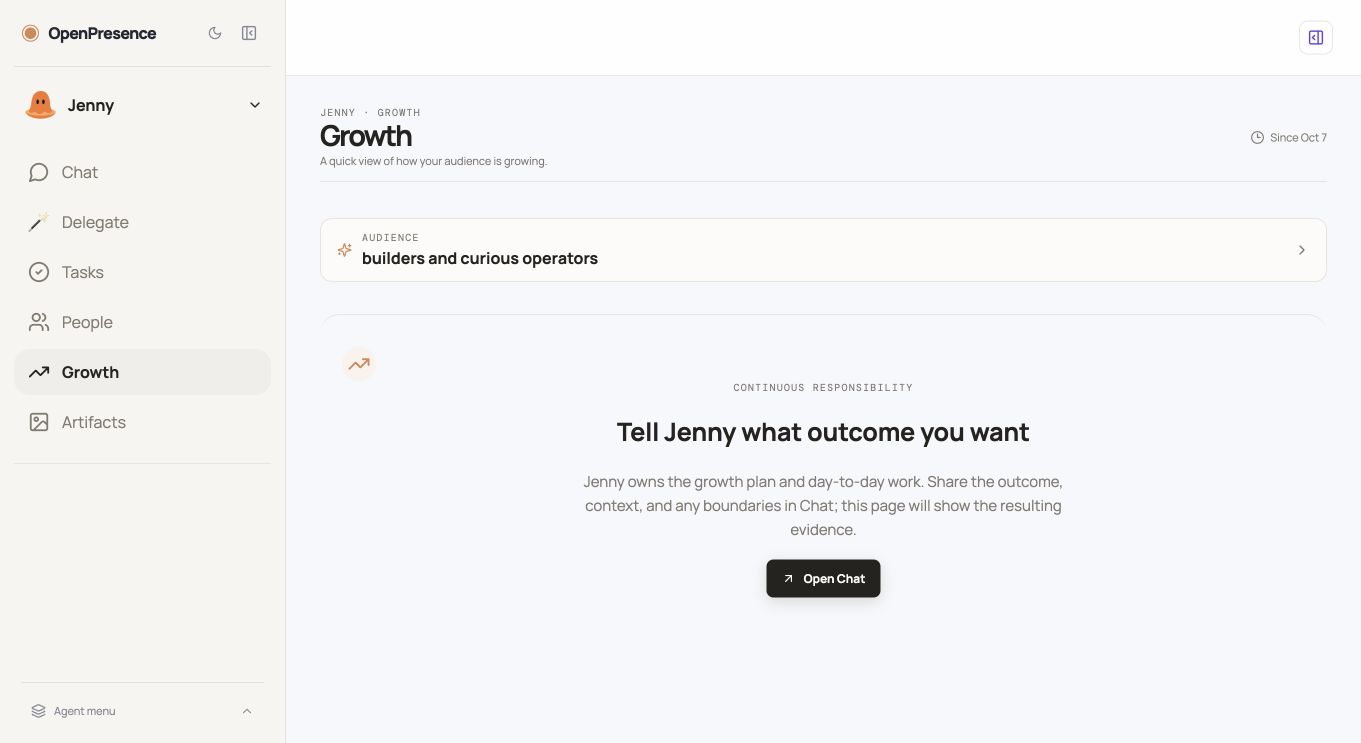 OpenPresence
Jenny
Chat
Delegate
Tasks
People
Growth
Artifacts
Agent menu
JENNY · GROWTH
Growth
A quick view of how your audience is growing.
Since Oct 7
AUDIENCE
builders and curious operators
CONTINUOUS RESPONSIBILITY
Tell Jenny what outcome you want
Jenny owns the growth plan and day-to-day work. Share the outcome,
context, and any boundaries in Chat; this page will show the resulting
evidence.
Open Chat